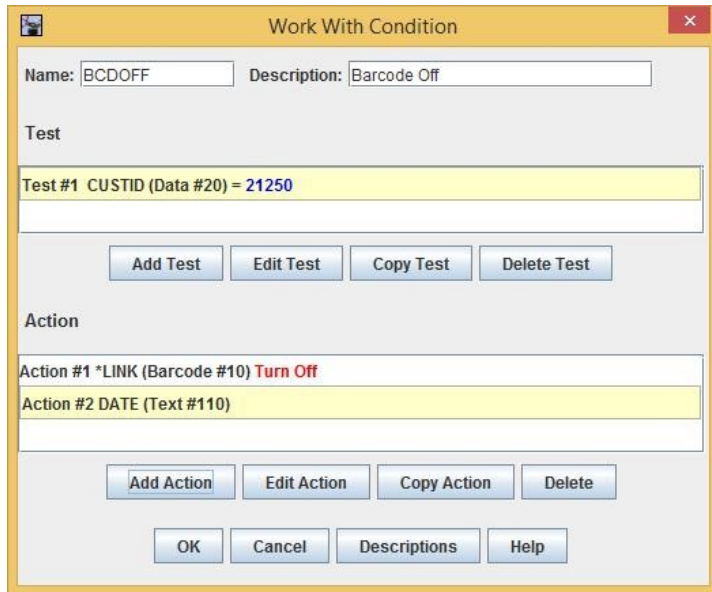 Work With Condition
Name: BCDOFF Description: Barcode Off
Test
Test #1 CUSTID (Data #20) = 21250
Add Test Edit Test Copy Test Delete Test
Action
Action #1 *LINK (Barcode #10) Turn Off
Action #2 DATE (Text #110)
Add Action Edit Action Copy Action Delete
OK Cancel Descriptions Help